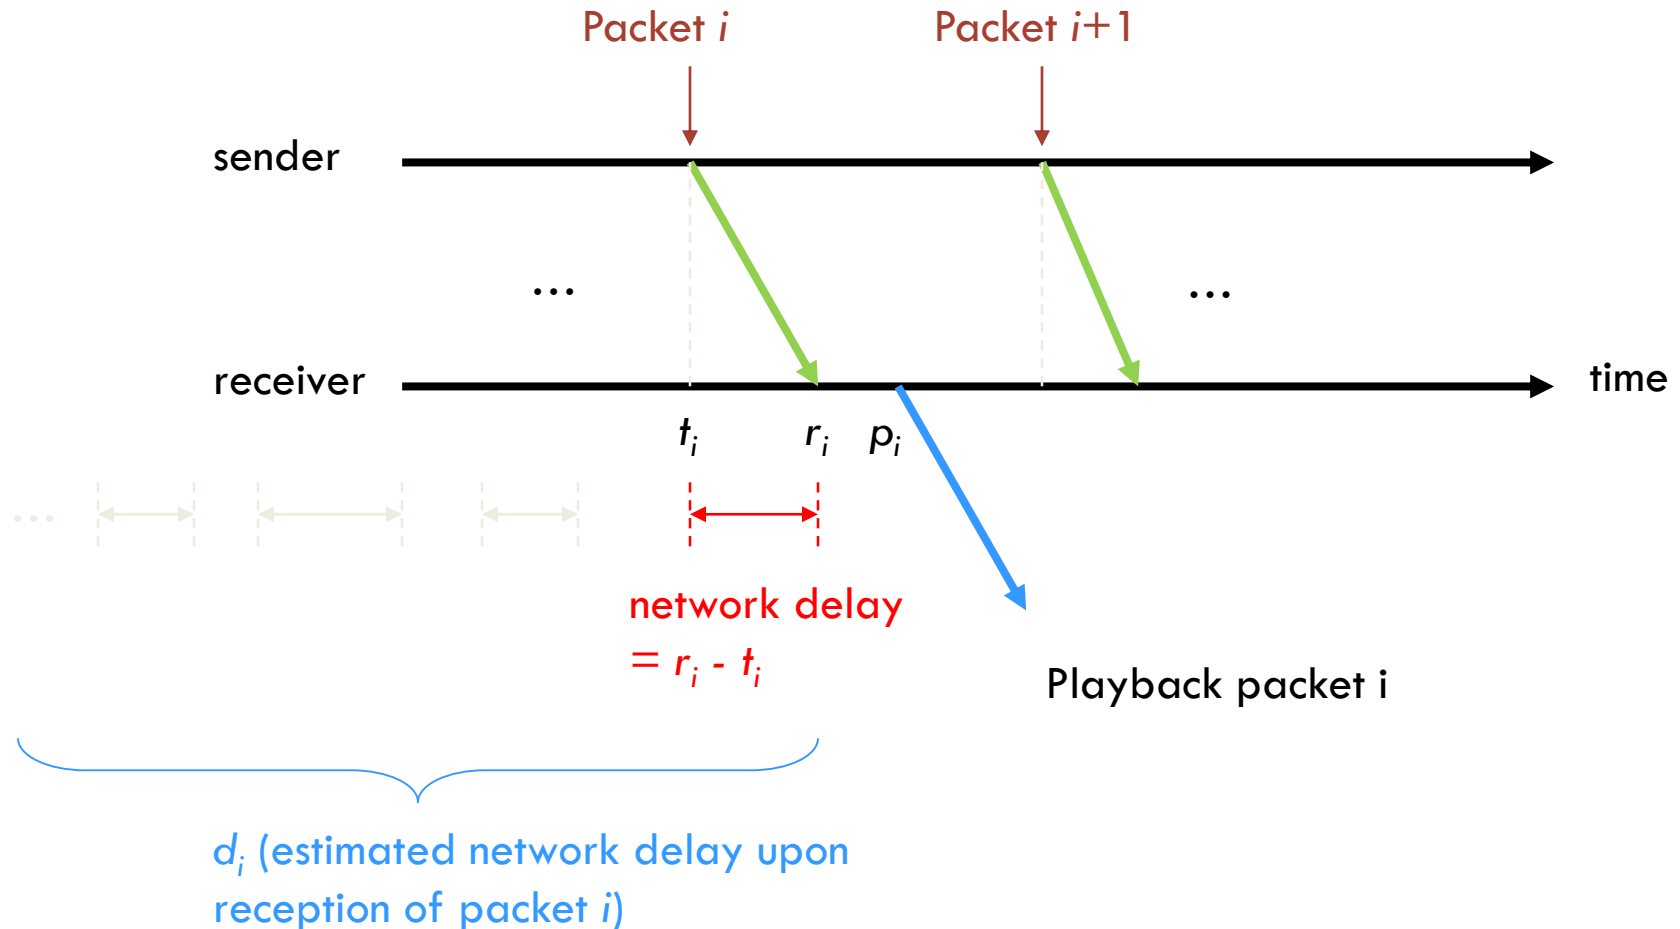 Packet i
Packet i+1
sender
...
...
receiver
time
tᵢ
rᵢ
pᵢ
...
network delay
= rᵢ - tᵢ
Playback packet i
dᵢ (estimated network delay upon
reception of packet i)